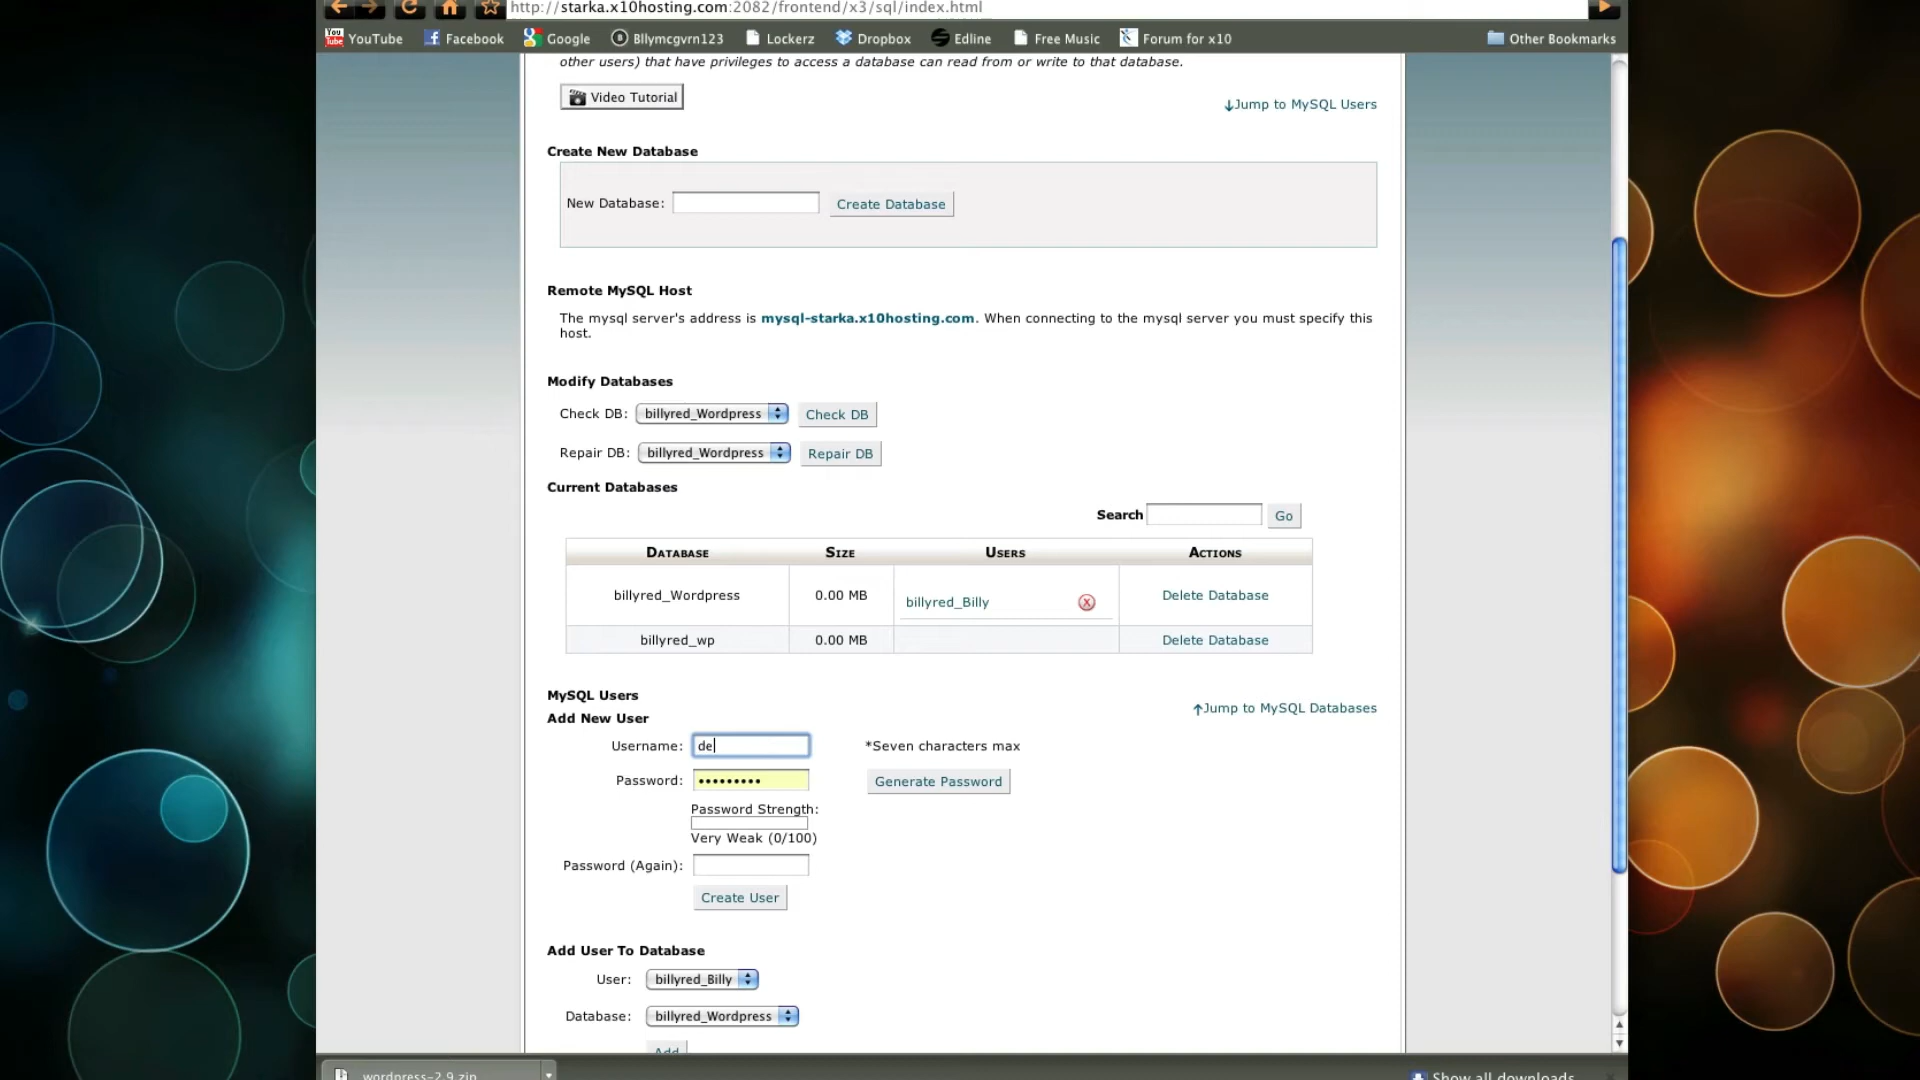 http://starka.x10hosting.com:2082/frontend/x3/sql/index.html
YouTube Facebook Google Bllymcgvrn123 Lockerz Dropbox Edline Free Music Forum for x10 Other Bookmarks
other users) that have privileges to access a database can read from or write to that database.
Video Tutorial
↓Jump to MySQL Users
Create New Database
New Database: Create Database
Remote MySQL Host
The mysql server's address is mysql-starka.x10hosting.com. When connecting to the mysql server you must specify this
host.
Modify Databases
Check DB: billyred_Wordpress Check DB
Repair DB: billyred_Wordpress Repair DB
Current Databases
Search Go
DATABASE SIZE USERS ACTIONS
billyred_Wordpress 0.00 MB billyred_Billy Delete Database
billyred_wp 0.00 MB Delete Database
MySQL Users
↑Jump to MySQL Databases
Add New User
Username: de *Seven characters max
Password: ••••••••• Generate Password
Password Strength:
Very Weak (0/100)
Password (Again):
Create User
Add User To Database
User: billyred_Billy
Database: billyred_Wordpress
Add
wordpress-2.9.zip Show all downloads